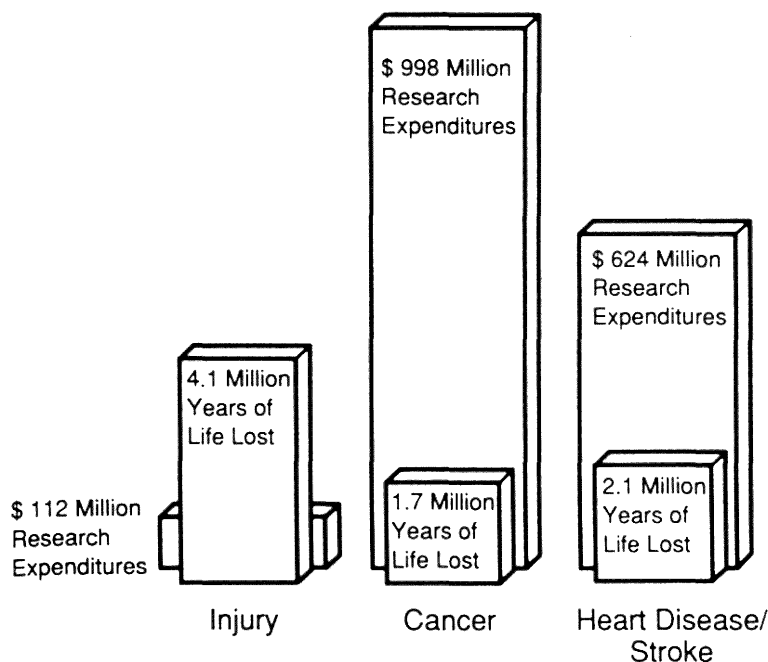 $ 998 Million
Research
Expenditures
$ 624 Million
Research
Expenditures
4.1 Million
Years of
Life Lost
$ 112 Million
Research
Expenditures
1.7 Million
Years of
Life Lost
2.1 Million
Years of
Life Lost
Injury
Cancer
Heart Disease/
Stroke